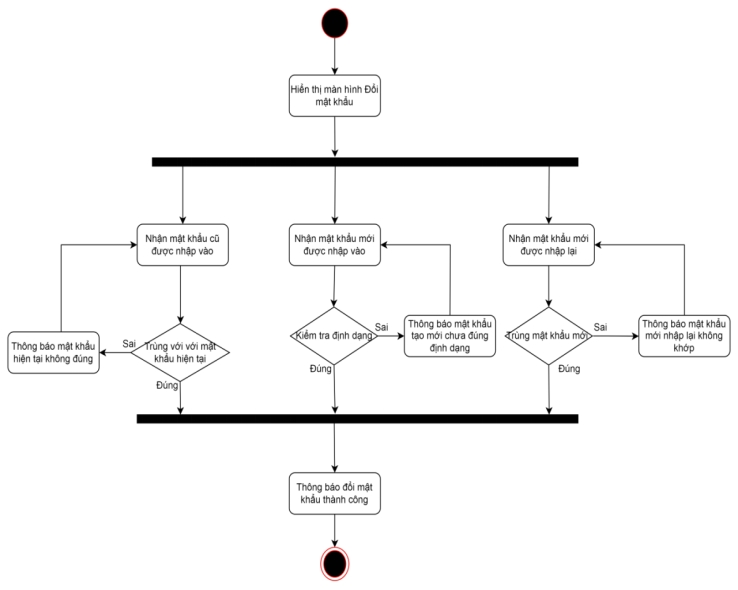 Hiển thị màn hình Đổi
mật khẩu
Nhận mật khẩu cũ
được nhập vào
Nhận mật khẩu mới
được nhập vào
Nhận mật khẩu mới
được nhập lại
Thông báo mật khẩu
hiện tại không đúng
Sai
Trùng với với mật
khẩu hiện tại
Đúng
Kiểm tra định dạng
Sai
Đúng
Thông báo mật khẩu
tạo mới chưa đúng
định dạng
Trùng mật khẩu mới
Sai
Đúng
Thông báo mật khẩu
mới nhập lại không
khớp
Thông báo đổi mật
khẩu thành công